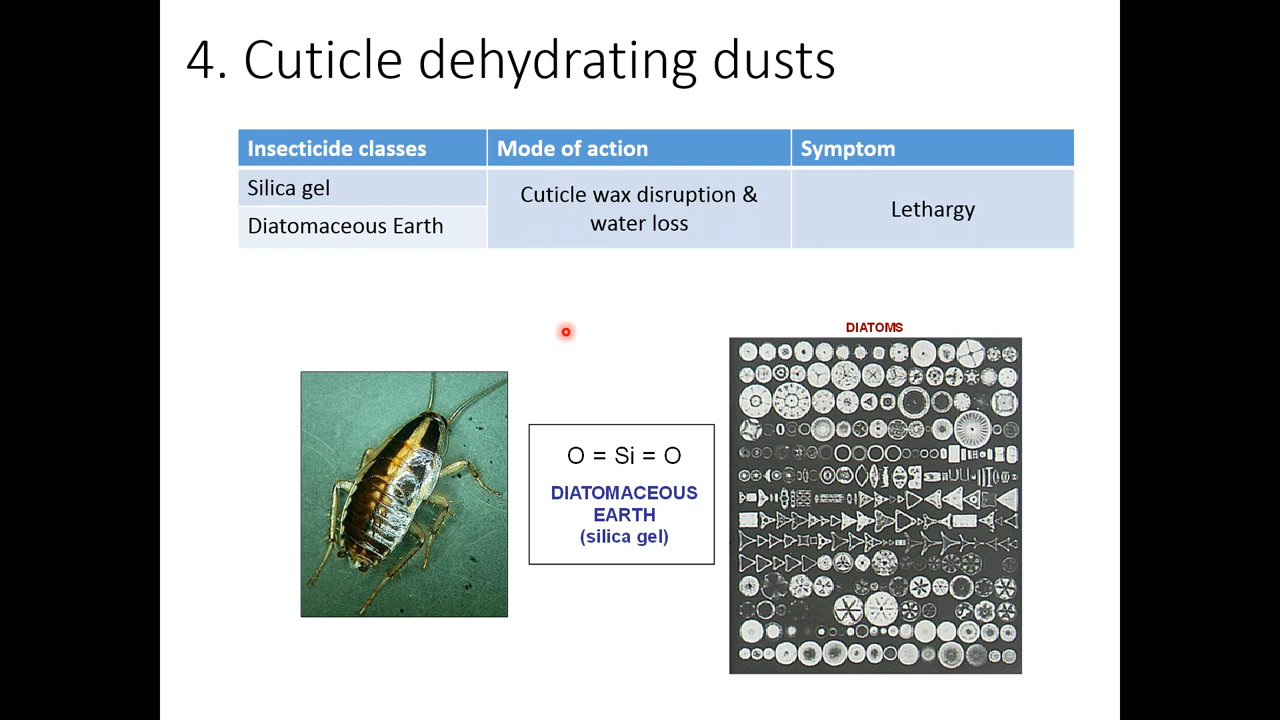 4. Cuticle dehydrating dusts
Insecticide classes
Mode of action
Symptom
Silica gel
Diatomaceous Earth
Cuticle wax disruption &
water loss
Lethargy
DIATOMS
O = Si = O
DIATOMACEOUS
EARTH
(silica gel)